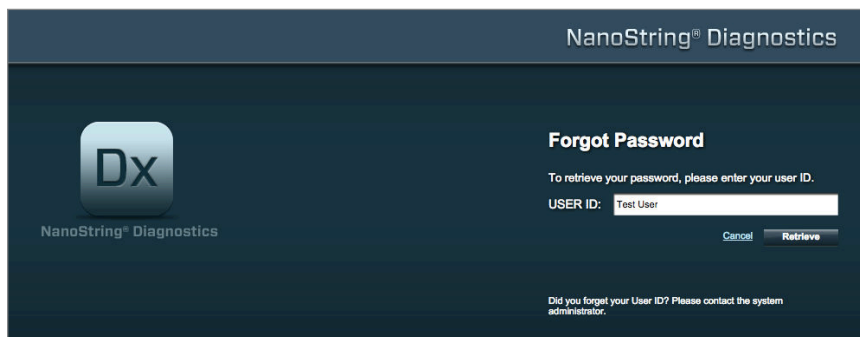 NanoString® Diagnostics
Dx
NanoString® Diagnostics
Forgot Password
To retrieve your password, please enter your user ID.
USER ID: Test User
Cancel Retrieve
Did you forget your User ID? Please contact the system
administrator.